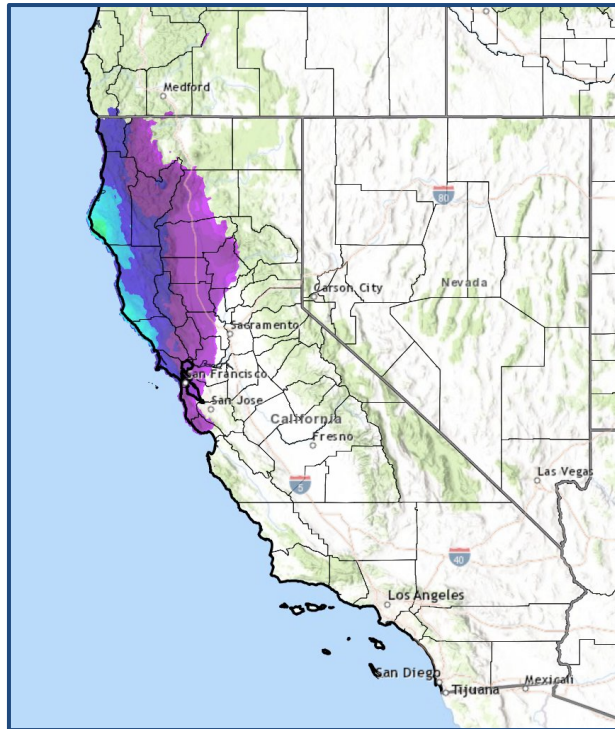 Medford
80
Carson City
Nevada
Sacramento
San Francisco
San Jose
California
Fresno
Las Vegas
5
40
Los Angeles
San Diego
Tijuana
Mexicali